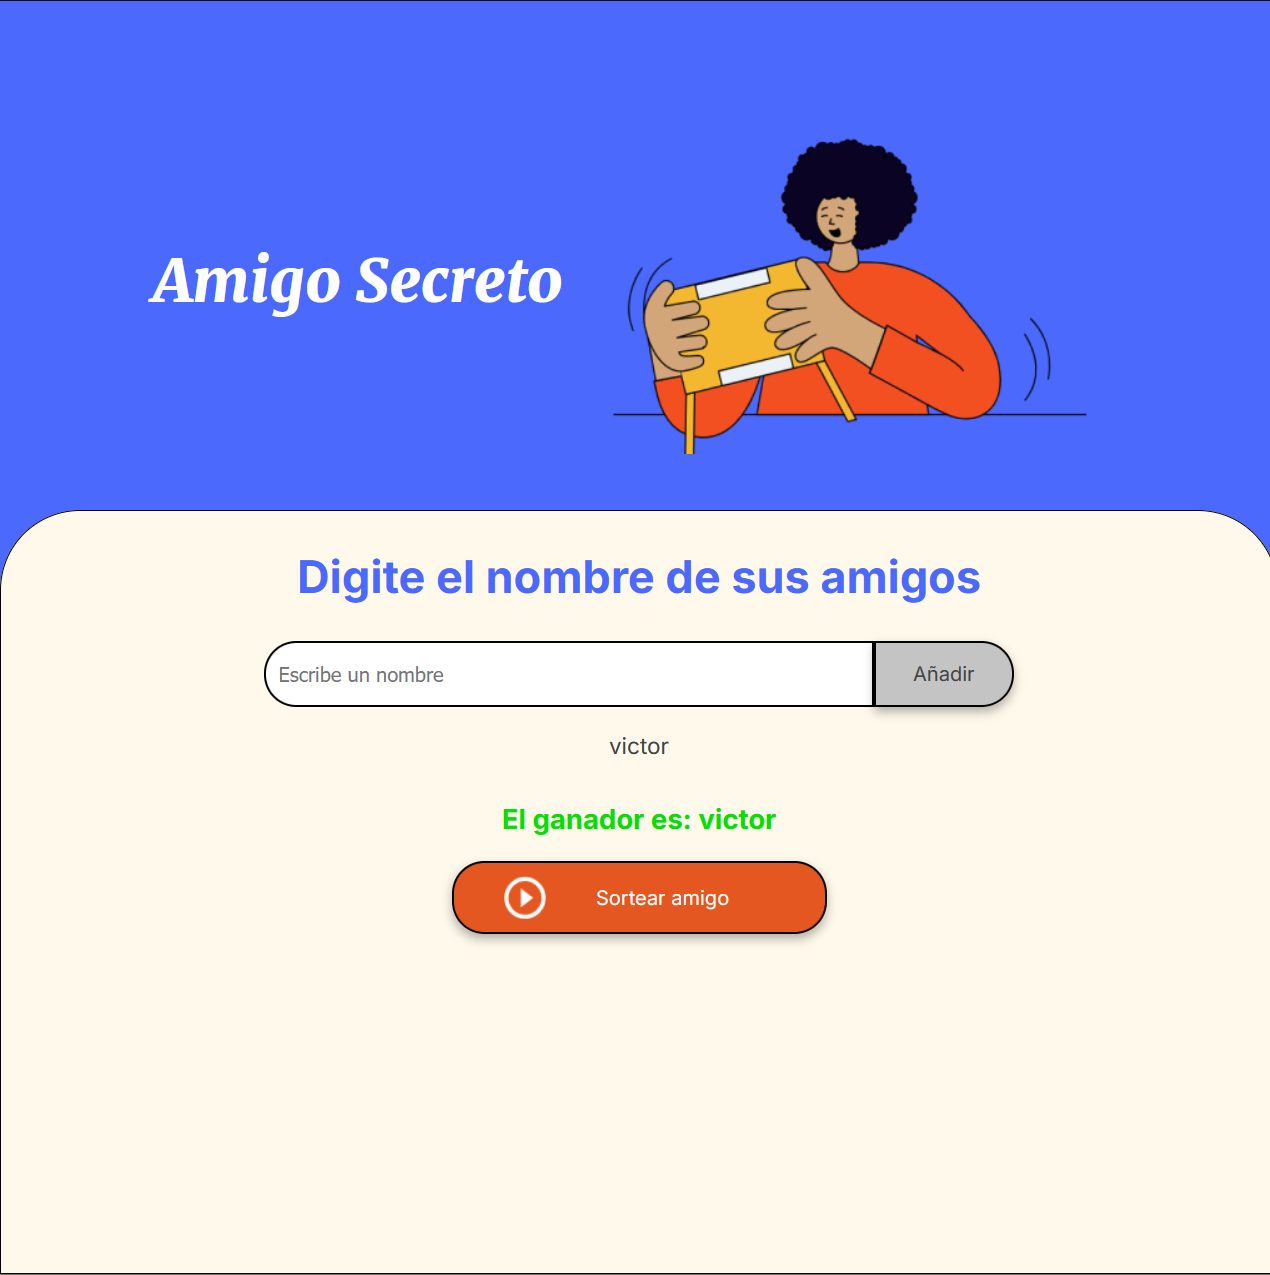 Amigo Secreto
Digite el nombre de sus amigos
Escribe un nombre
Añadir
victor
El ganador es: victor
Sortear amigo